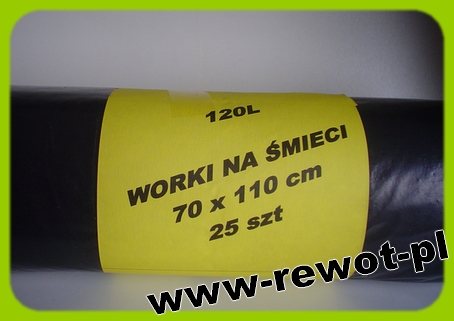 120L
WORKI NA ŚMIECI
70 x 110 cm
25 szt
www-rewot-pl